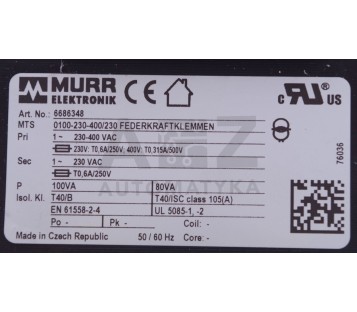 MURR
ELEKTRONIK
CE
c RU US
Art. No.: 6686348
MTS 0100-230-400/230 FEDERKRAFTKLEMMEN
Pri 1~ 230-400 VAC
230V: T0,6A/250V; 400V: T0,315A/500V
Sec 1~ 230 VAC
T0,6A/250V
P 100VA 80VA
Isol. Kl. T40/B T40/ISC class 105(A)
EN 61558-2-4 UL 5085-1, -2
Po - Pk - Coil: -
Made in Czech Republic 50 / 60 Hz Core: -
76036
AUTOMATYKA